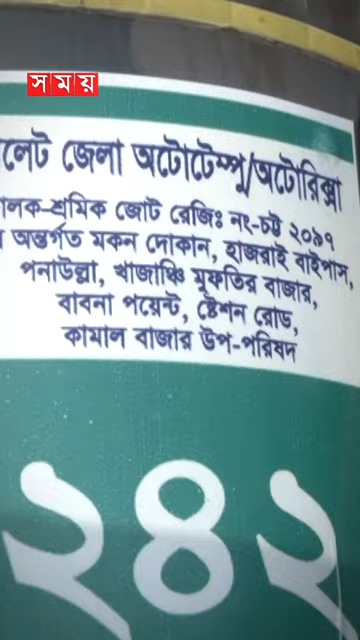 সময়
লেট জেলা অটোটেম্পু/অটোরিক্সা
লক-শ্রমিক জোট রেজিঃ নং-চট্ট ২০৯৭
অন্তর্গত মকন দোকান, হাজরাই বাইপাস,
পনাউল্লা, খাজাঞ্চি মুফতির বাজার,
বাবনা পয়েন্ট, ষ্টেশন রোড,
কামাল বাজার উপ-পরিষদ
২৪২